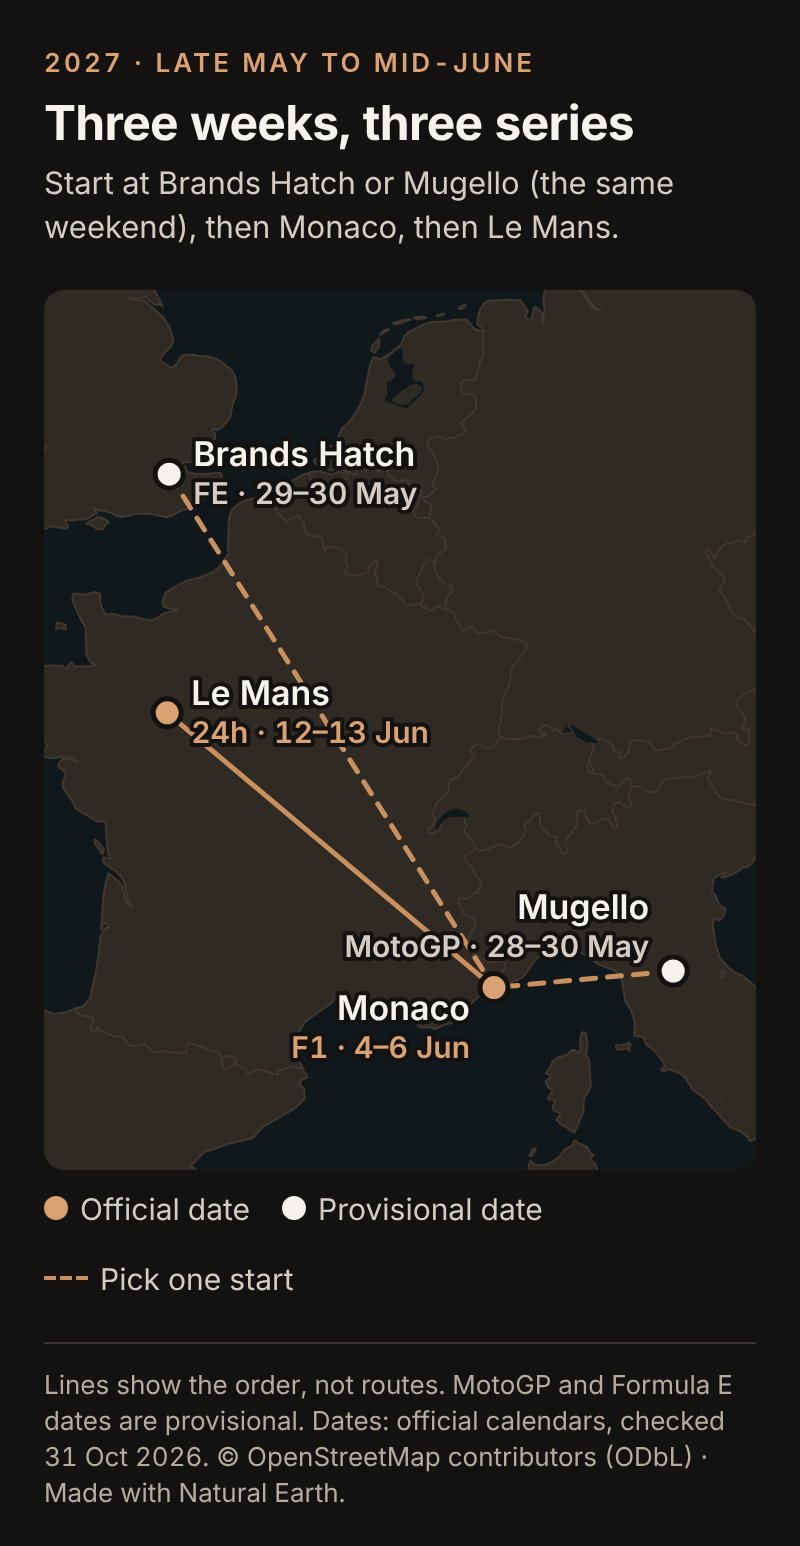 2027 · LATE MAY TO MID-JUNE
Three weeks, three series
Start at Brands Hatch or Mugello (the same
weekend), then Monaco, then Le Mans.
Brands Hatch
FE · 29–30 May
Le Mans
24h · 12–13 Jun
Mugello
MotoGP · 28–30 May
Monaco
F1 · 4–6 Jun
Official date
Provisional date
Pick one start
Lines show the order, not routes. MotoGP and Formula E
dates are provisional. Dates: official calendars, checked
31 Oct 2026. © OpenStreetMap contributors (ODbL) ·
Made with Natural Earth.